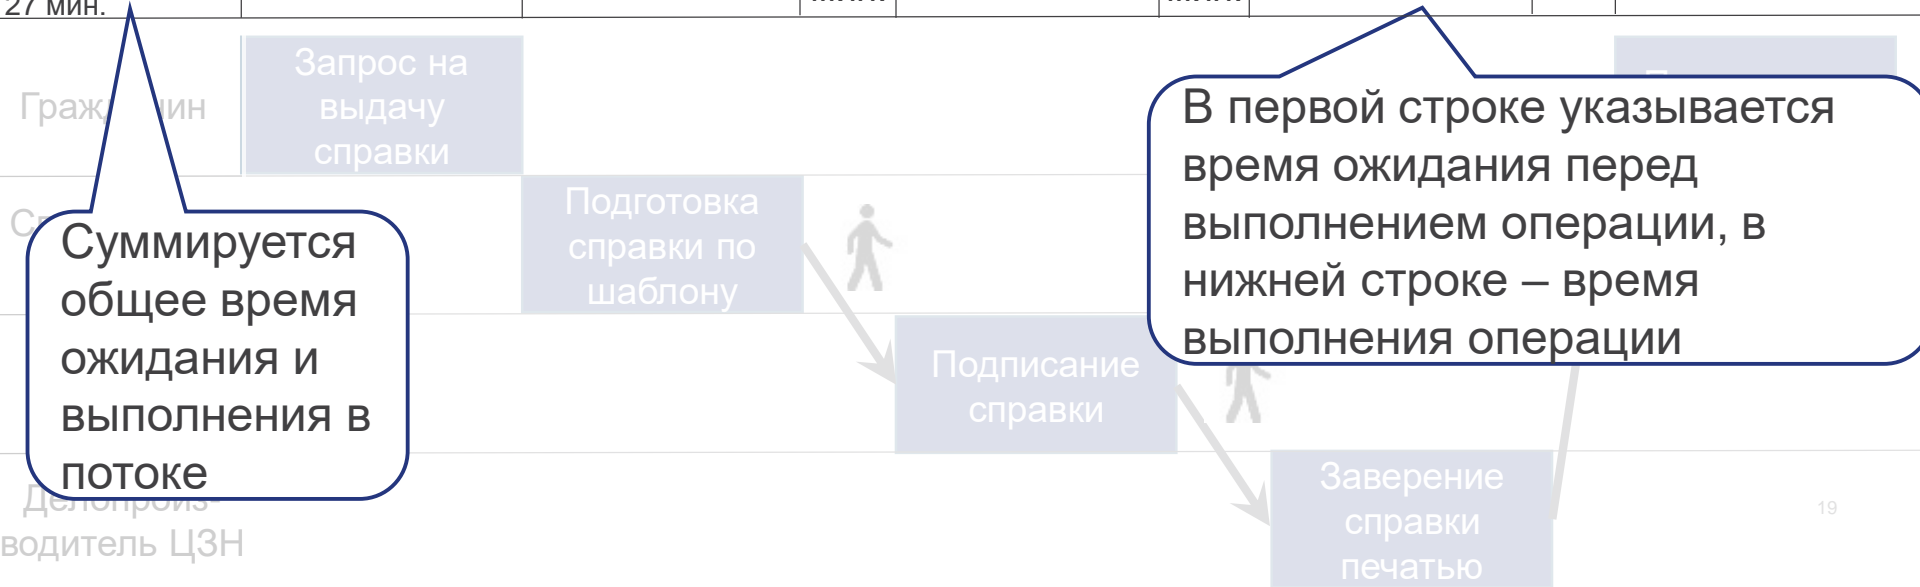 27 мин.
Запрос на
выдачу
справки
Подготовка
справки по
шаблону
Подписание
справки
Заверение
справки
печатью
Суммируется
общее время
ожидания и
выполнения в
потоке
В первой строке указывается
время ожидания перед
выполнением операции, в
нижней строке – время
выполнения операции
Делопроиз-
водитель ЦЗН
19